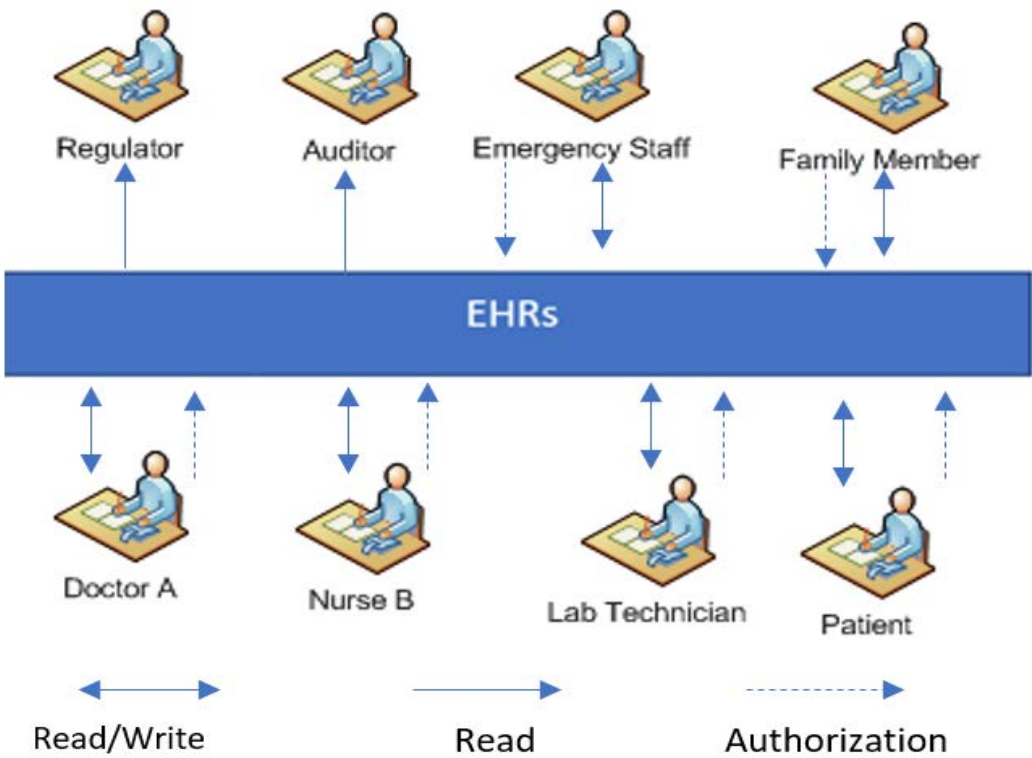 Regulator
Auditor
Emergency Staff
Family Member
EHRs
Doctor A
Nurse B
Lab Technician
Patient
Read/Write
Read
Authorization